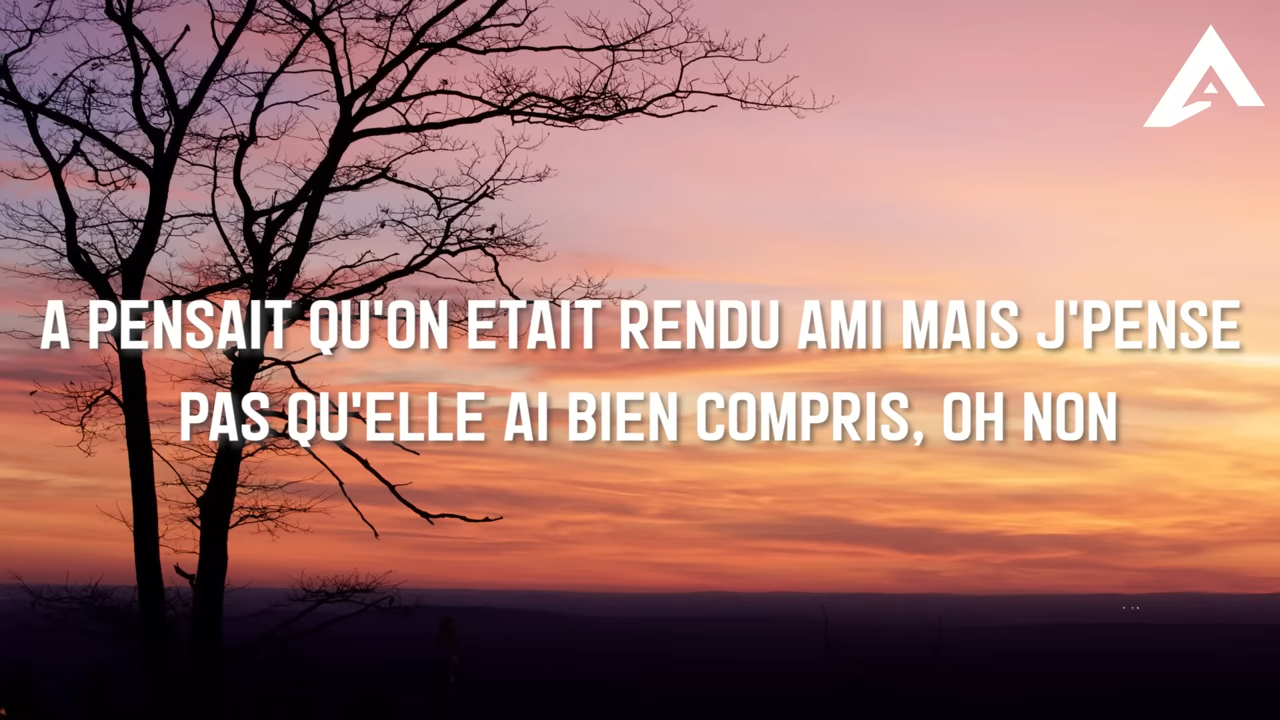 A PENSAIT QU'ON ETAIT RENDU AMI MAIS J'PENSE
PAS QU'ELLE AI BIEN COMPRIS, OH NON